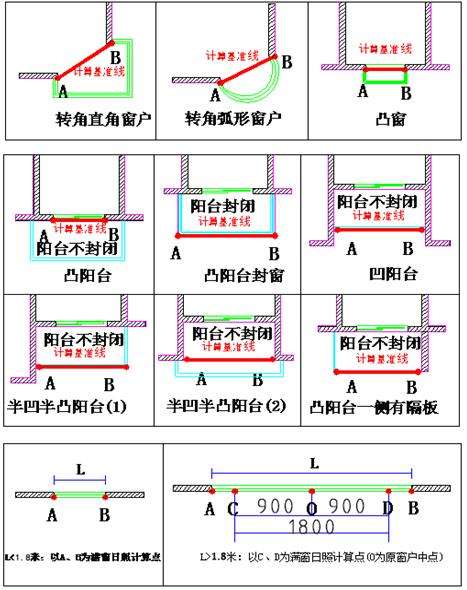 计算基准线
A
B
转角直角窗户
计算基准线
A
B
转角弧形窗户
计算基准线
A
B
凸窗
计算基准线
A
B
阳台不封闭
凸阳台
阳台封闭
计算基准线
A
B
凸阳台封窗
阳台不封闭
计算基准线
A
B
凹阳台
阳台不封闭
计算基准线
A
B
半凹半凸阳台(1)
阳台不封闭
计算基准线
A
B
半凹半凸阳台(2)
阳台不封闭
计算基准线
A
B
凸阳台一侧有隔板
L
A
B
L<1.8米：以A、B为满窗日照计算点
L
A C O D B
900 900
1800
L>1.8米：以C、D为满窗日照计算点(O为原窗户中点)